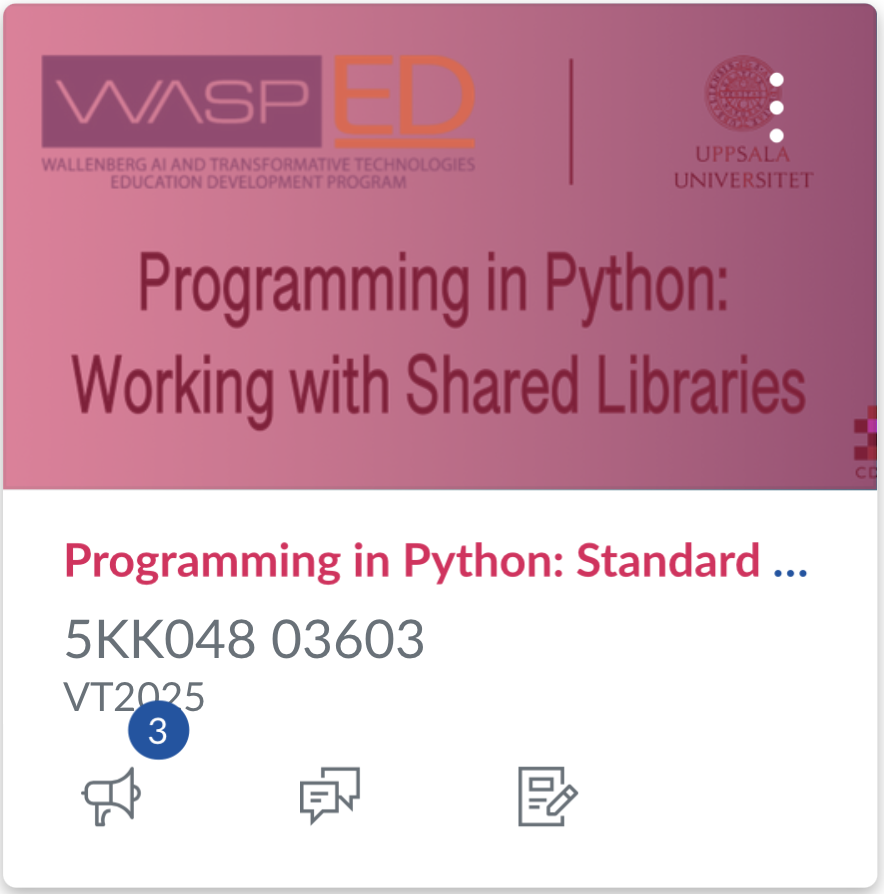 WASP ED
WALLENBERG AI AND TRANSFORMATIVE TECHNOLOGIES
EDUCATION DEVELOPMENT PROGRAM
UPPSALA
UNIVERSITET
Programming in Python:
Working with Shared Libraries
Programming in Python: Standard ...
5KK048 03603
VT2025
3